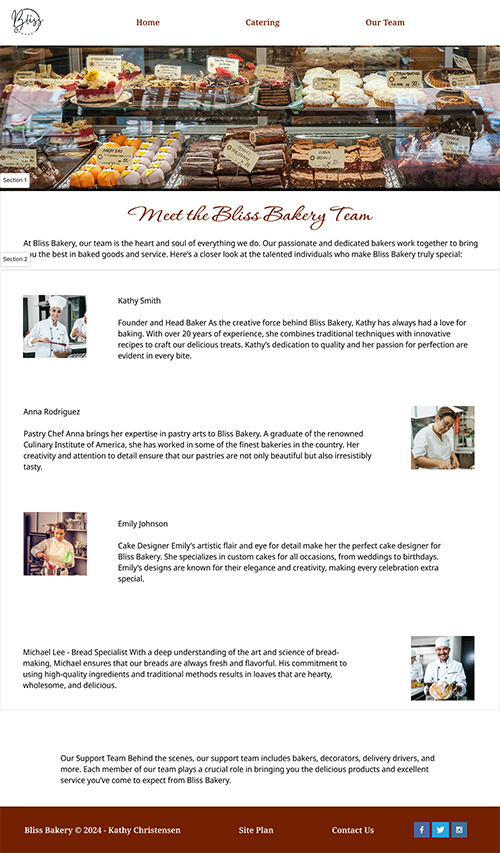 Bliss
Home Catering Our Team
Section 1
Meet the Bliss Bakery Team
At Bliss Bakery, our team is the heart and soul of everything we do. Our passionate and dedicated bakers work together to bring
you the best in baked goods and service. Here's a closer look at the talented individuals who make Bliss Bakery truly special:
Section 2
Kathy Smith
Founder and Head Baker As the creative force behind Bliss Bakery, Kathy has always had a love for
baking. With over 20 years of experience, she combines traditional techniques with innovative
recipes to craft our delicious treats. Kathy's dedication to quality and her passion for perfection are
evident in every bite.
Anna Rodriguez
Pastry Chef Anna brings her expertise in pastry arts to Bliss Bakery. A graduate of the renowned
Culinary Institute of America, she has worked in some of the finest bakeries in the country. Her
creativity and attention to detail ensure that our pastries are not only beautiful but also irresistibly
tasty.
Emily Johnson
Cake Designer Emily's artistic flair and eye for detail make her the perfect cake designer for
Bliss Bakery. She specializes in custom cakes for all occasions, from weddings to birthdays.
Emily's designs are known for their elegance and creativity, making every celebration extra
special.
Michael Lee - Bread Specialist With a deep understanding of the art and science of bread-
making, Michael ensures that our breads are always fresh and flavorful. His commitment to
using high-quality ingredients and traditional methods results in loaves that are hearty,
wholesome, and delicious.
Our Support Team Behind the scenes, our support team includes bakers, decorators, delivery drivers, and
more. Each member of our team plays a crucial role in bringing you the delicious products and excellent
service you've come to expect from Bliss Bakery.
Bliss Bakery © 2024 - Kathy Christensen Site Plan Contact Us